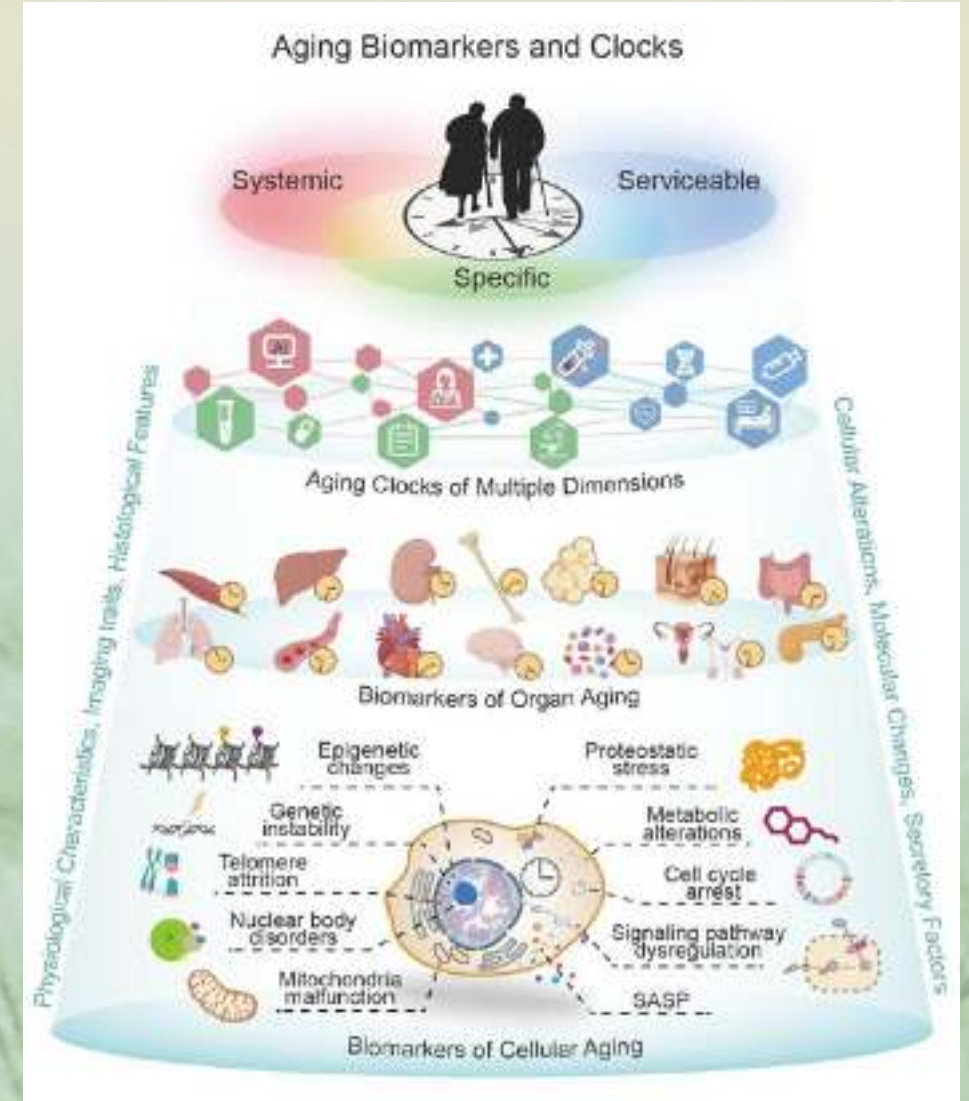 Aging Biomarkers and Clocks
Systemic
Serviceable
Specific
Aging Clocks of Multiple Dimensions
Physiological Characteristics, Imaging traits, Histological Features
Cellular Alterations, Molecular Changes, Secretory Factors
Biomarkers of Organ Aging
Epigenetic
changes
Proteostatic
stress
Genetic
instability
Metabolic
alterations
Telomere
attrition
Cell cycle
arrest
Nuclear body
disorders
Signaling pathway
dysregulation
Mitochondria
malfunction
SASP
Biomarkers of Cellular Aging